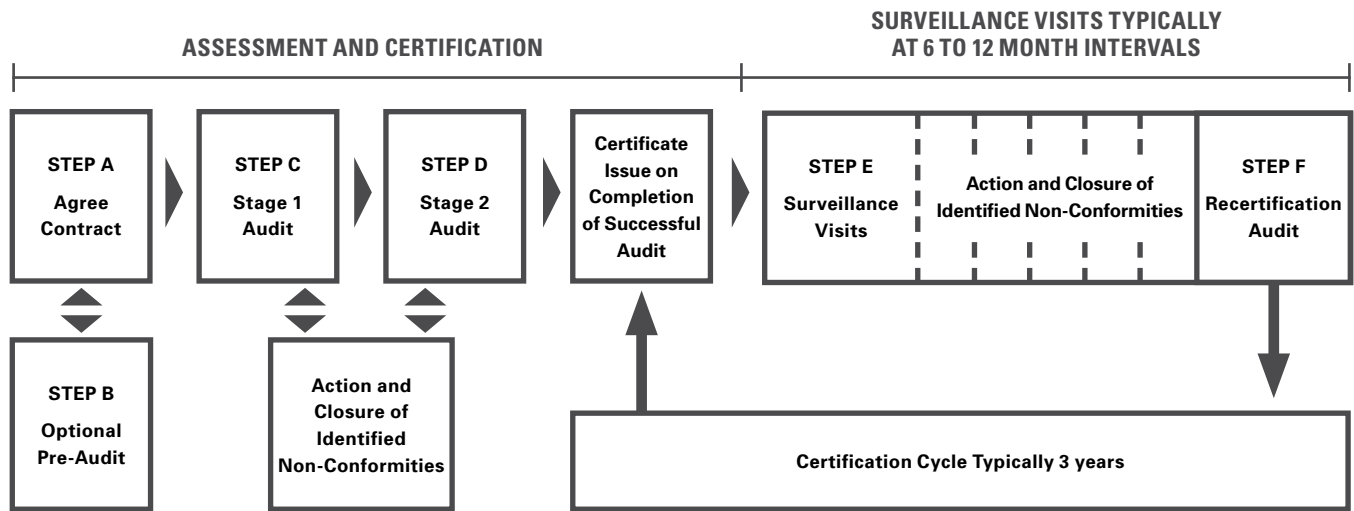 ASSESSMENT AND CERTIFICATION
SURVEILLANCE VISITS TYPICALLY
AT 6 TO 12 MONTH INTERVALS
STEP A
Agree
Contract
STEP C
Stage 1
Audit
STEP D
Stage 2
Audit
Certificate
Issue on
Completion
of Successful
Audit
STEP E
Surveillance
Visits
Action and Closure of
Identified Non-Conformities
STEP F
Recertification
Audit
STEP B
Optional
Pre-Audit
Action and
Closure of
Identified
Non-Conformities
Certification Cycle Typically 3 years